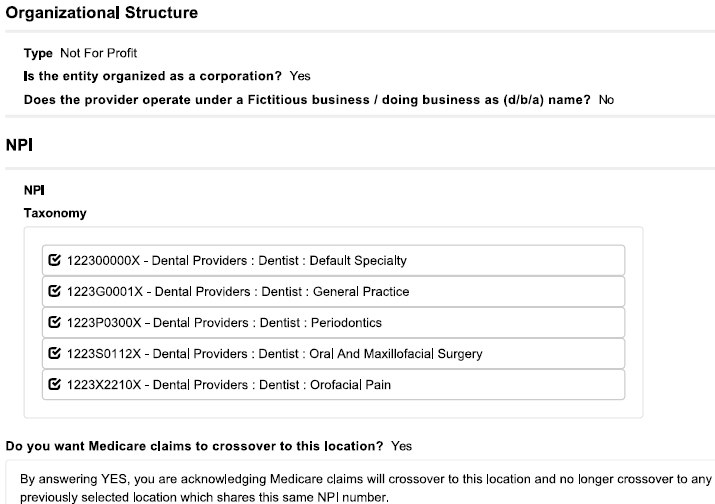 Organizational Structure
Type Not For Profit
Is the entity organized as a corporation? Yes
Does the provider operate under a Fictitious business / doing business as (d/b/a) name? No
NPI
NPI
Taxonomy
122300000X - Dental Providers : Dentist : Default Specialty
1223G0001X - Dental Providers : Dentist : General Practice
1223P0300X - Dental Providers : Dentist : Periodontics
1223S0112X - Dental Providers : Dentist : Oral And Maxillofacial Surgery
1223X2210X - Dental Providers : Dentist : Orofacial Pain
Do you want Medicare claims to crossover to this location? Yes
By answering YES, you are acknowledging Medicare claims will crossover to this location and no longer crossover to any
previously selected location which shares this same NPI number.